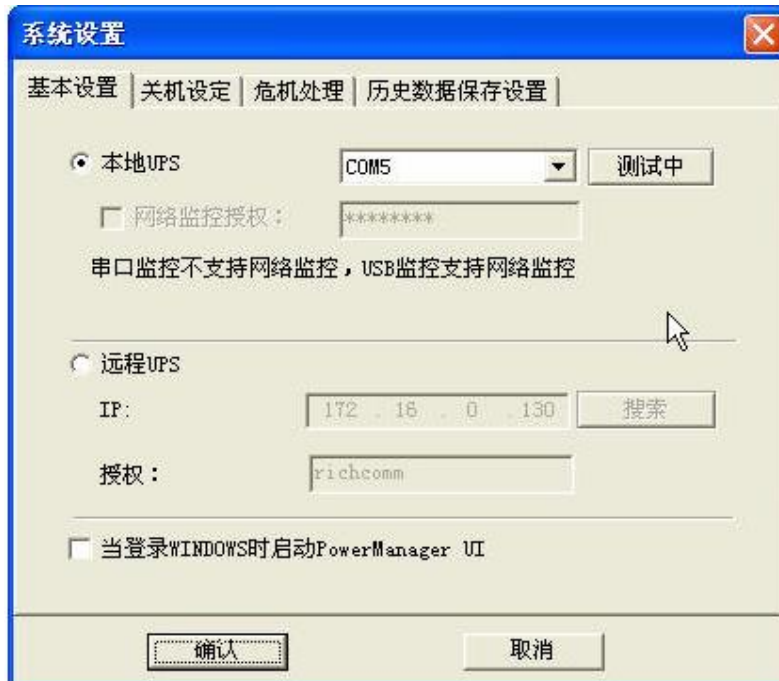 系统设置
基本设置 关机设定 危机处理 历史数据保存设置
本地UPS COM5 测试中
网络监控授权： ********
串口监控不支持网络监控，USB监控支持网络监控
远程UPS
IP: 172 . 16 . 0 . 130 搜索
授权： richcomm
当登录WINDOWS时启动PowerManager UI
确认 取消